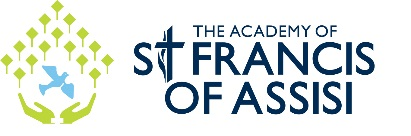 THE ACADEMY OF
St FRANCIS
OF ASSISI